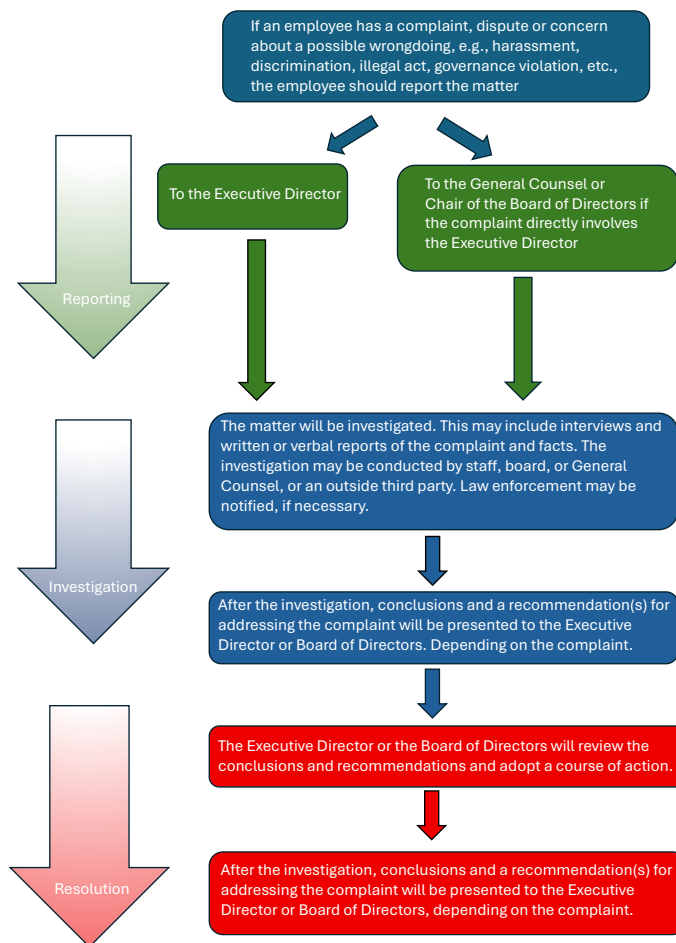 If an employee has a complaint, dispute or concern
about a possible wrongdoing, e.g., harassment,
discrimination, illegal act, governance violation, etc.,
the employee should report the matter
To the Executive Director
To the General Counsel or
Chair of the Board of Directors if
the complaint directly involves
the Executive Director
Reporting
The matter will be investigated. This may include interviews and
written or verbal reports of the complaint and facts. The
investigation may be conducted by staff, board, or General
Counsel, or an outside third party. Law enforcement may be
notified, if necessary.
Investigation
After the investigation, conclusions and a recommendation(s) for
addressing the complaint will be presented to the Executive
Director or Board of Directors. Depending on the complaint.
The Executive Director or the Board of Directors will review the
conclusions and recommendations and adopt a course of action.
Resolution
After the investigation, conclusions and a recommendation(s) for
addressing the complaint will be presented to the Executive
Director or Board of Directors, depending on the complaint.